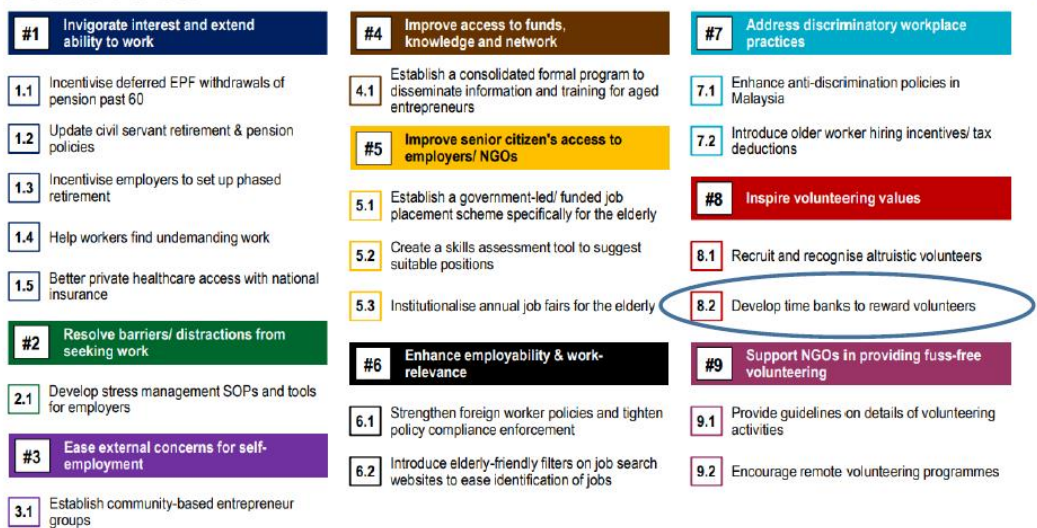 #1
Invigorate interest and extend
ability to work
1.1
Incentivise deferred EPF withdrawals of
pension past 60
1.2
Update civil servant retirement & pension
policies
1.3
Incentivise employers to set up phased
retirement
1.4
Help workers find undemanding work
1.5
Better private healthcare access with national
insurance
#2
Resolve barriers/ distractions from
seeking work
2.1
Develop stress management SOPs and tools
for employers
#3
Ease external concerns for self-
employment
3.1
Establish community-based entrepreneur
groups
#4
Improve access to funds,
knowledge and network
4.1
Establish a consolidated formal program to
disseminate information and training for aged
entrepreneurs
#5
Improve senior citizen's access to
employers/ NGOs
5.1
Establish a government-led/ funded job
placement scheme specifically for the elderly
5.2
Create a skills assessment tool to suggest
suitable positions
5.3
Institutionalise annual job fairs for the elderly
#6
Enhance employability & work-
relevance
6.1
Strengthen foreign worker policies and tighten
policy compliance enforcement
6.2
Introduce elderly-friendly filters on job search
websites to ease identification of jobs
#7
Address discriminatory workplace
practices
7.1
Enhance anti-discrimination policies in
Malaysia
7.2
Introduce older worker hiring incentives/ tax
deductions
#8
Inspire volunteering values
8.1
Recruit and recognise altruistic volunteers
8.2
Develop time banks to reward volunteers
#9
Support NGOs in providing fuss-free
volunteering
9.1
Provide guidelines on details of volunteering
activities
9.2
Encourage remote volunteering programmes